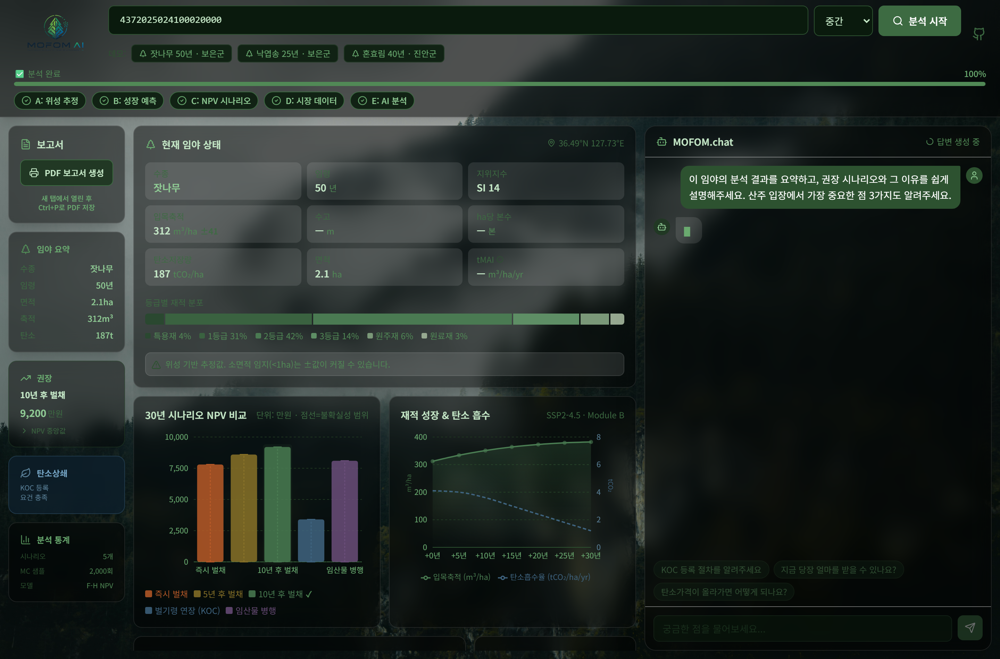 MOFOM AI
4372025024100020000
중간
분석 시작
데모:
잣나무 50년 · 보은군
낙엽송 25년 · 보은군
혼효림 40년 · 진안군
분석 완료
100%
A: 위성 추정
B: 성장 예측
C: NPV 시나리오
D: 시장 데이터
E: AI 분석
보고서
PDF 보고서 생성
새 탭에서 열린 후
Ctrl+P로 PDF 저장
임야 요약
수종 잣나무
임령 50년
면적 2.1ha
축적 312m³
탄소 187t
권장
10년 후 벌채
9,200 만원
NPV 중앙값
탄소상쇄
KOC 등록
요건 충족
분석 통계
시나리오 5개
MC 샘플 2,000회
모델 F-H NPV
현재 임야 상태
36.49°N 127.73°E
수종
잣나무
임령
50 년
지위지수
SI 14
임목축적
312 m³/ha ±41
수고
— m
ha당 본수
— 본
187 tCO₂/ha
면적
2.1 ha
tMAI
— m³/ha/yr
등급별 재적 분포
특용재 4% 1등급 31% 2등급 42% 3등급 14% 원주재 6% 원료재 3%
위성 기반 추정값. 소면적 임지(<1ha)는 ±값이 커질 수 있습니다.
30년 시나리오 NPV 비교
단위: 만원 · 점선=불확실성 범위
10,000
7,500
5,000
2,500
0
즉시 벌채 10년 후 벌채 임산물 병행
즉시 벌채 5년 후 벌채 10년 후 벌채 ✓
벌기령 연장 (KOC) 임산물 병행
재적 성장 & 탄소 흡수
SSP2-4.5 · Module B
400
300
200
100
0
m³/ha
8
6
4
2
0
tCO₂
+0년 +5년 +10년 +15년 +20년 +25년 +30년
입목축적 (m³/ha) 탄소흡수율 (tCO₂/ha/yr)
MOFOM.chat
답변 생성 중
이 임야의 분석 결과를 요약하고, 권장 시나리오와 그 이유를 쉽게
설명해주세요. 산주 입장에서 가장 중요한 점 3가지도 알려주세요.
KOC 등록 절차를 알려주세요
지금 당장 얼마를 받을 수 있나요?
탄소가격이 올라가면 어떻게 되나요?
궁금한 점을 물어보세요...